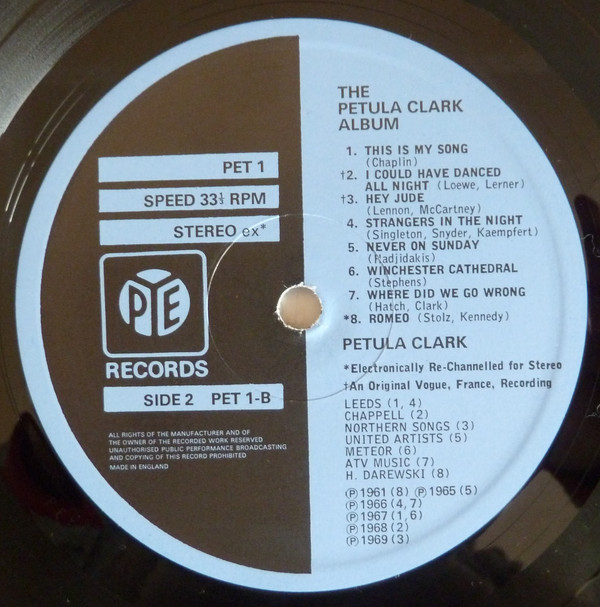 PET 1
SPEED 33⅓ RPM
STEREO ex*
PYE
RECORDS
SIDE 2 PET 1-B
ALL RIGHTS OF THE MANUFACTURER AND OF
THE OWNER OF THE RECORDED WORK RESERVED
UNAUTHORISED PUBLIC PERFORMANCE BROADCASTING
AND COPYING OF THIS RECORD PROHIBITED
MADE IN ENGLAND
THE
PETULA CLARK
ALBUM
1. THIS IS MY SONG
(Chaplin)
†2. I COULD HAVE DANCED
ALL NIGHT (Loewe, Lerner)
†3. HEY JUDE
(Lennon, McCartney)
4. STRANGERS IN THE NIGHT
(Singleton, Snyder, Kaempfert)
5. NEVER ON SUNDAY
(Hadjidakis)
6. WINCHESTER CATHEDRAL
(Stephens)
7. WHERE DID WE GO WRONG
(Hatch, Clark)
*8. ROMEO (Stolz, Kennedy)
PETULA CLARK
*Electronically Re-Channelled for Stereo
†An Original Vogue, France, Recording
LEEDS (1, 4)
CHAPPELL (2)
NORTHERN SONGS (3)
UNITED ARTISTS (5)
METEOR (6)
ATV MUSIC (7)
H. DAREWSKI (8)
Ⓟ 1961 (8) Ⓟ 1965 (5)
Ⓟ 1966 (4, 7)
Ⓟ 1967 (1, 6)
Ⓟ 1968 (2)
Ⓟ 1969 (3)